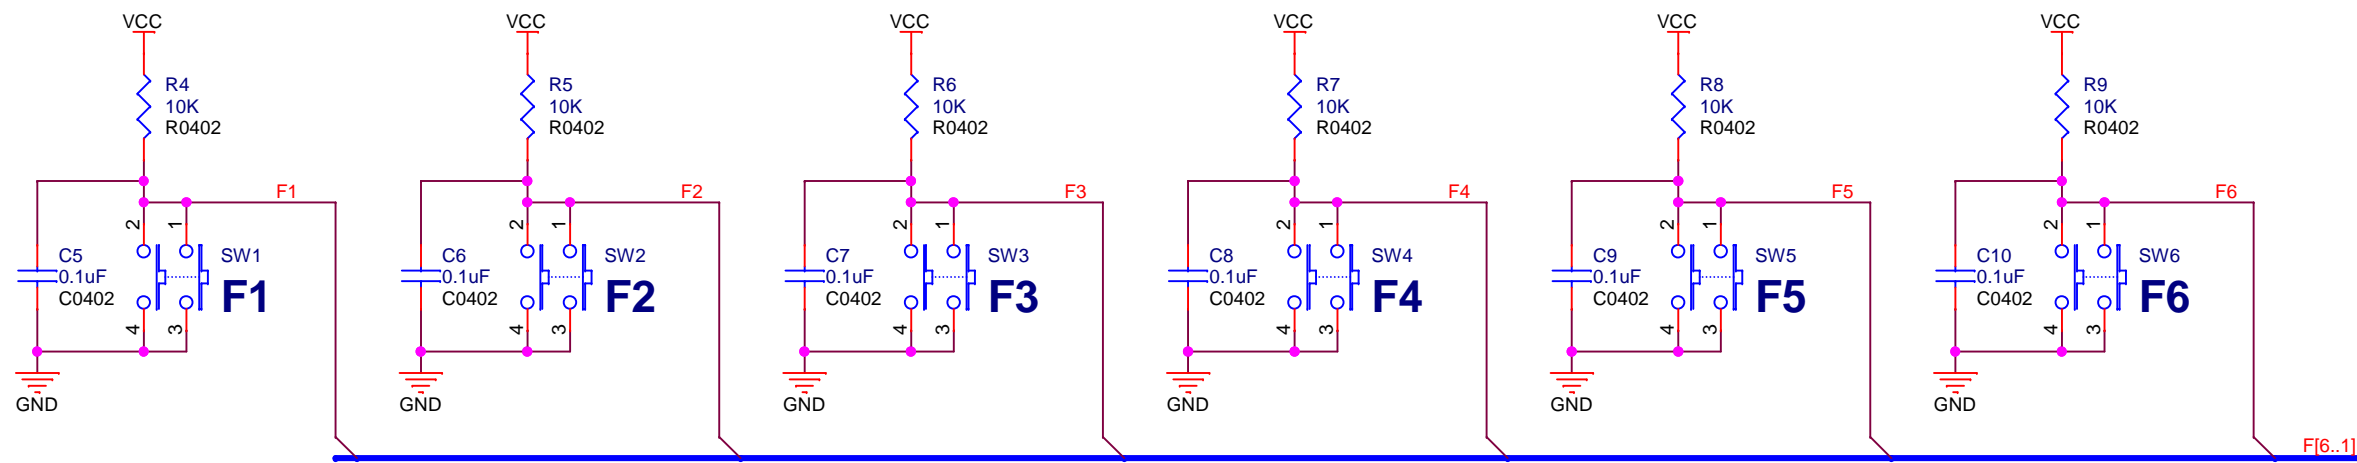 VCC
VCC
VCC
VCC
VCC
VCC
R4
10K
R0402
R5
10K
R0402
R6
10K
R0402
R7
10K
R0402
R8
10K
R0402
R9
10K
R0402
F1
F2
F3
F4
F5
F6
2
1
2
1
2
1
2
1
2
1
2
1
C5
0.1uF
C0402
SW1
F1
C6
0.1uF
C0402
SW2
F2
C7
0.1uF
C0402
SW3
F3
C8
0.1uF
C0402
SW4
F4
C9
0.1uF
C0402
SW5
F5
C10
0.1uF
C0402
SW6
F6
4
3
4
3
4
3
4
3
4
3
4
3
GND
GND
GND
GND
GND
GND
F[6..1]